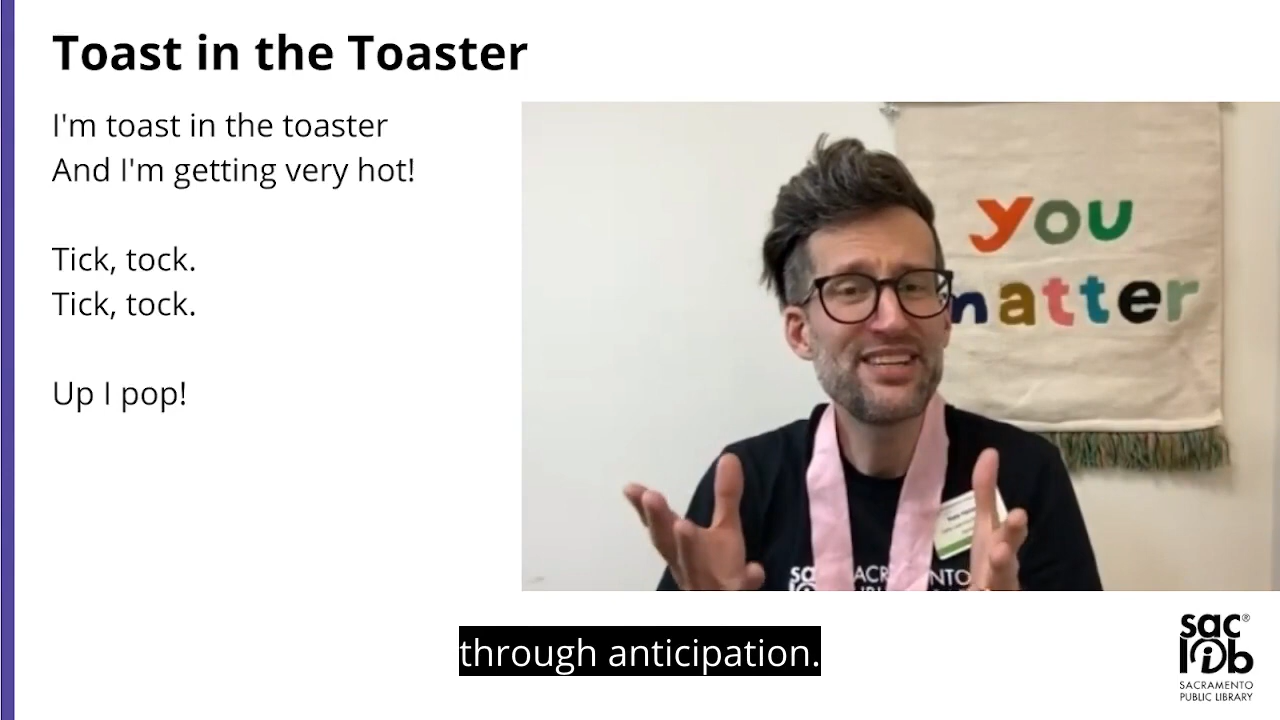 Toast in the Toaster
I'm toast in the toaster
And I'm getting very hot!
Tick, tock.
Tick, tock.
Up I pop!
you
matter
SACRAMENTO
through anticipation.
sac
lib
SACRAMENTO
PUBLIC LIBRARY